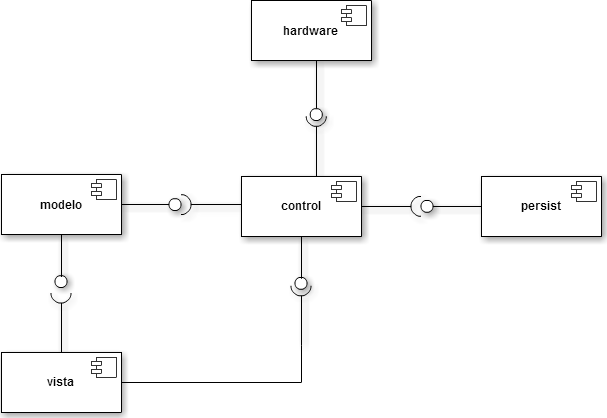 hardware
modelo
control
persist
vista